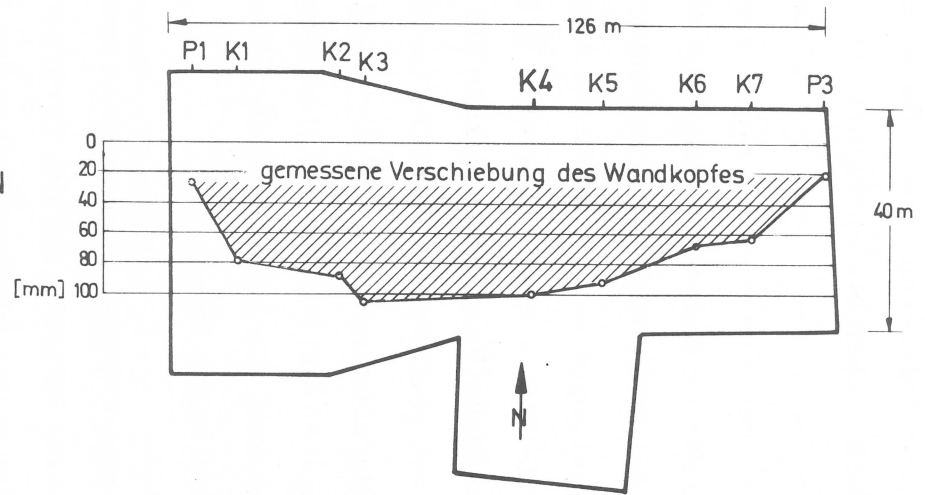 126 m
P1 K1 K2 K3 K4 K5 K6 K7 P3
0
gemessene Verschiebung des Wandkopfes
20
40
40 m
60
80
[mm] 100
N